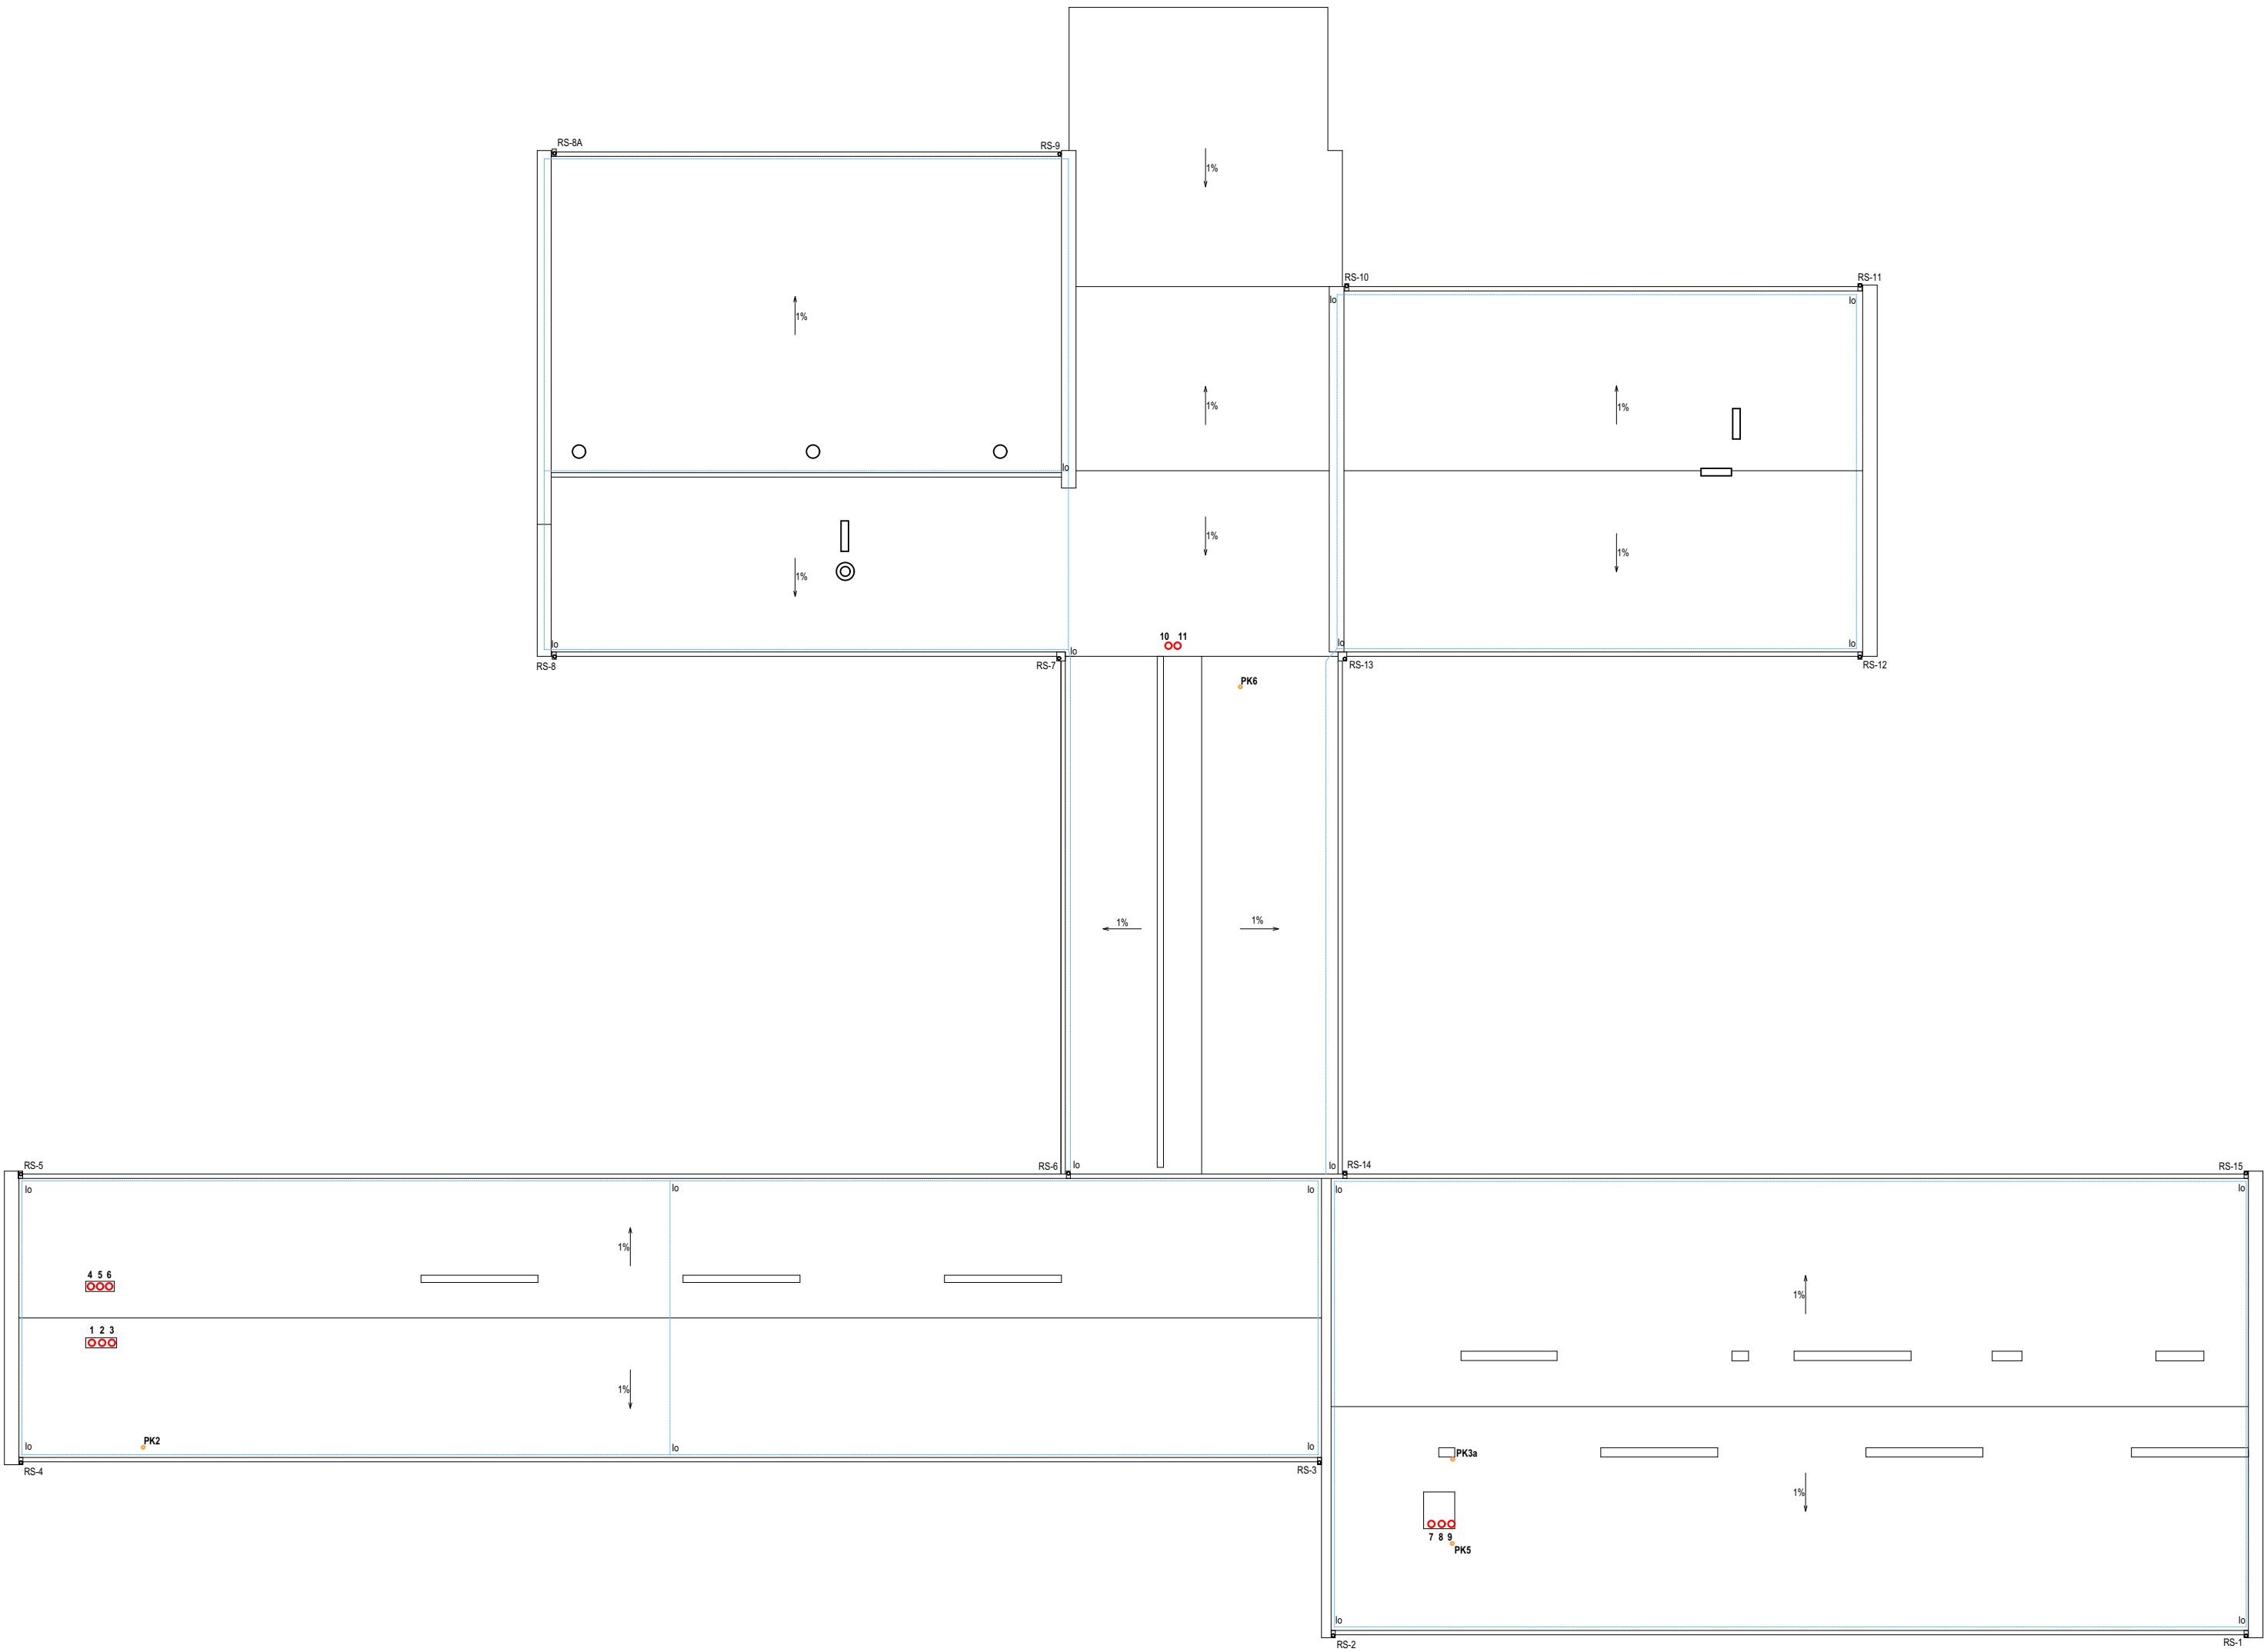 RS-8A
RS-9
1%
RS-10
RS-11
lo
lo
1%
1%
1%
lo
1%
1%
1%
10 11
lo
lo
lo
lo
RS-8
RS-7
RS-13
RS-12
PK6
1%
1%
RS-5
RS-6
lo
lo
RS-14
RS-15
lo
lo
lo
lo
lo
1%
4 5 6
1%
1 2 3
1%
PK2
lo
lo
lo
PK3a
RS-4
RS-3
1%
7 8 9
PK5
lo
lo
RS-2
RS-1